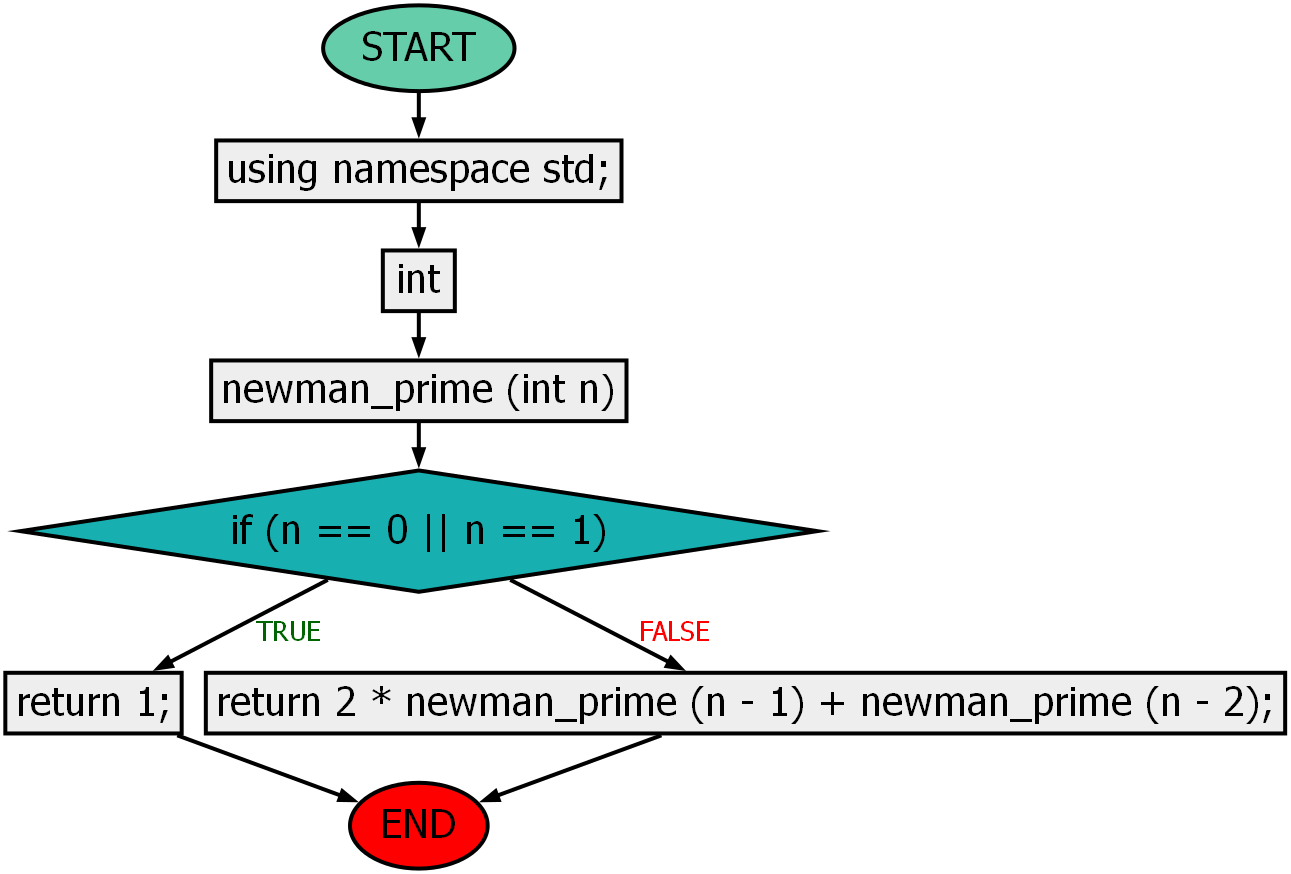 START
using namespace std;
int
newman_prime (int n)
if (n == 0 || n == 1)
TRUE
FALSE
return 1;
return 2 * newman_prime (n - 1) + newman_prime (n - 2);
END